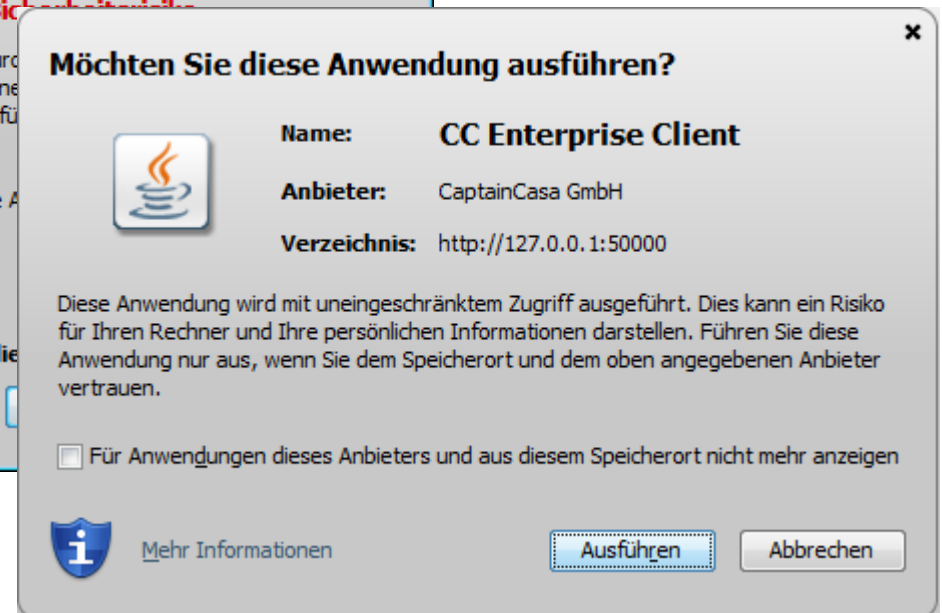 Möchten Sie diese Anwendung ausführen?
Name: CC Enterprise Client
Anbieter: CaptainCasa GmbH
Verzeichnis: http://127.0.0.1:50000
Diese Anwendung wird mit uneingeschränktem Zugriff ausgeführt. Dies kann ein Risiko
für Ihren Rechner und Ihre persönlichen Informationen darstellen. Führen Sie diese
Anwendung nur aus, wenn Sie dem Speicherort und dem oben angegebenen Anbieter
vertrauen.
Für Anwendungen dieses Anbieters und aus diesem Speicherort nicht mehr anzeigen
Mehr Informationen
Ausführen
Abbrechen